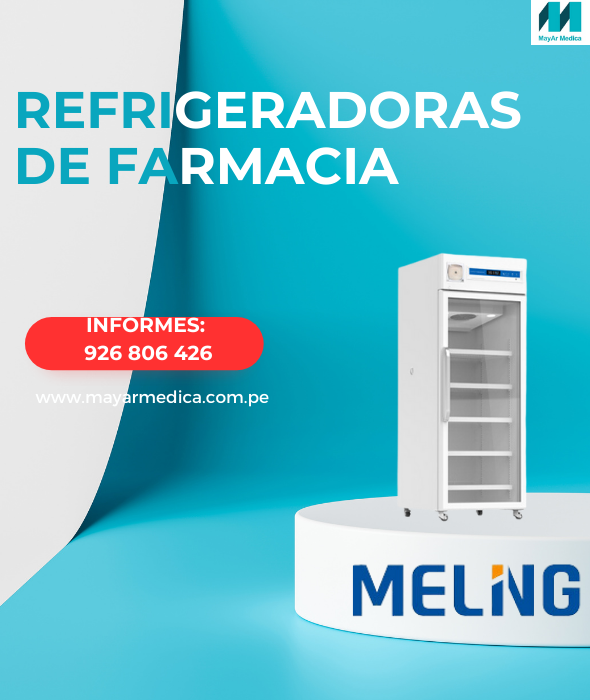 MayAr Medica
REFRIGERADORAS
DE FARMACIA
INFORMES:
926 806 426
www.mayarmedica.com.pe
MELING